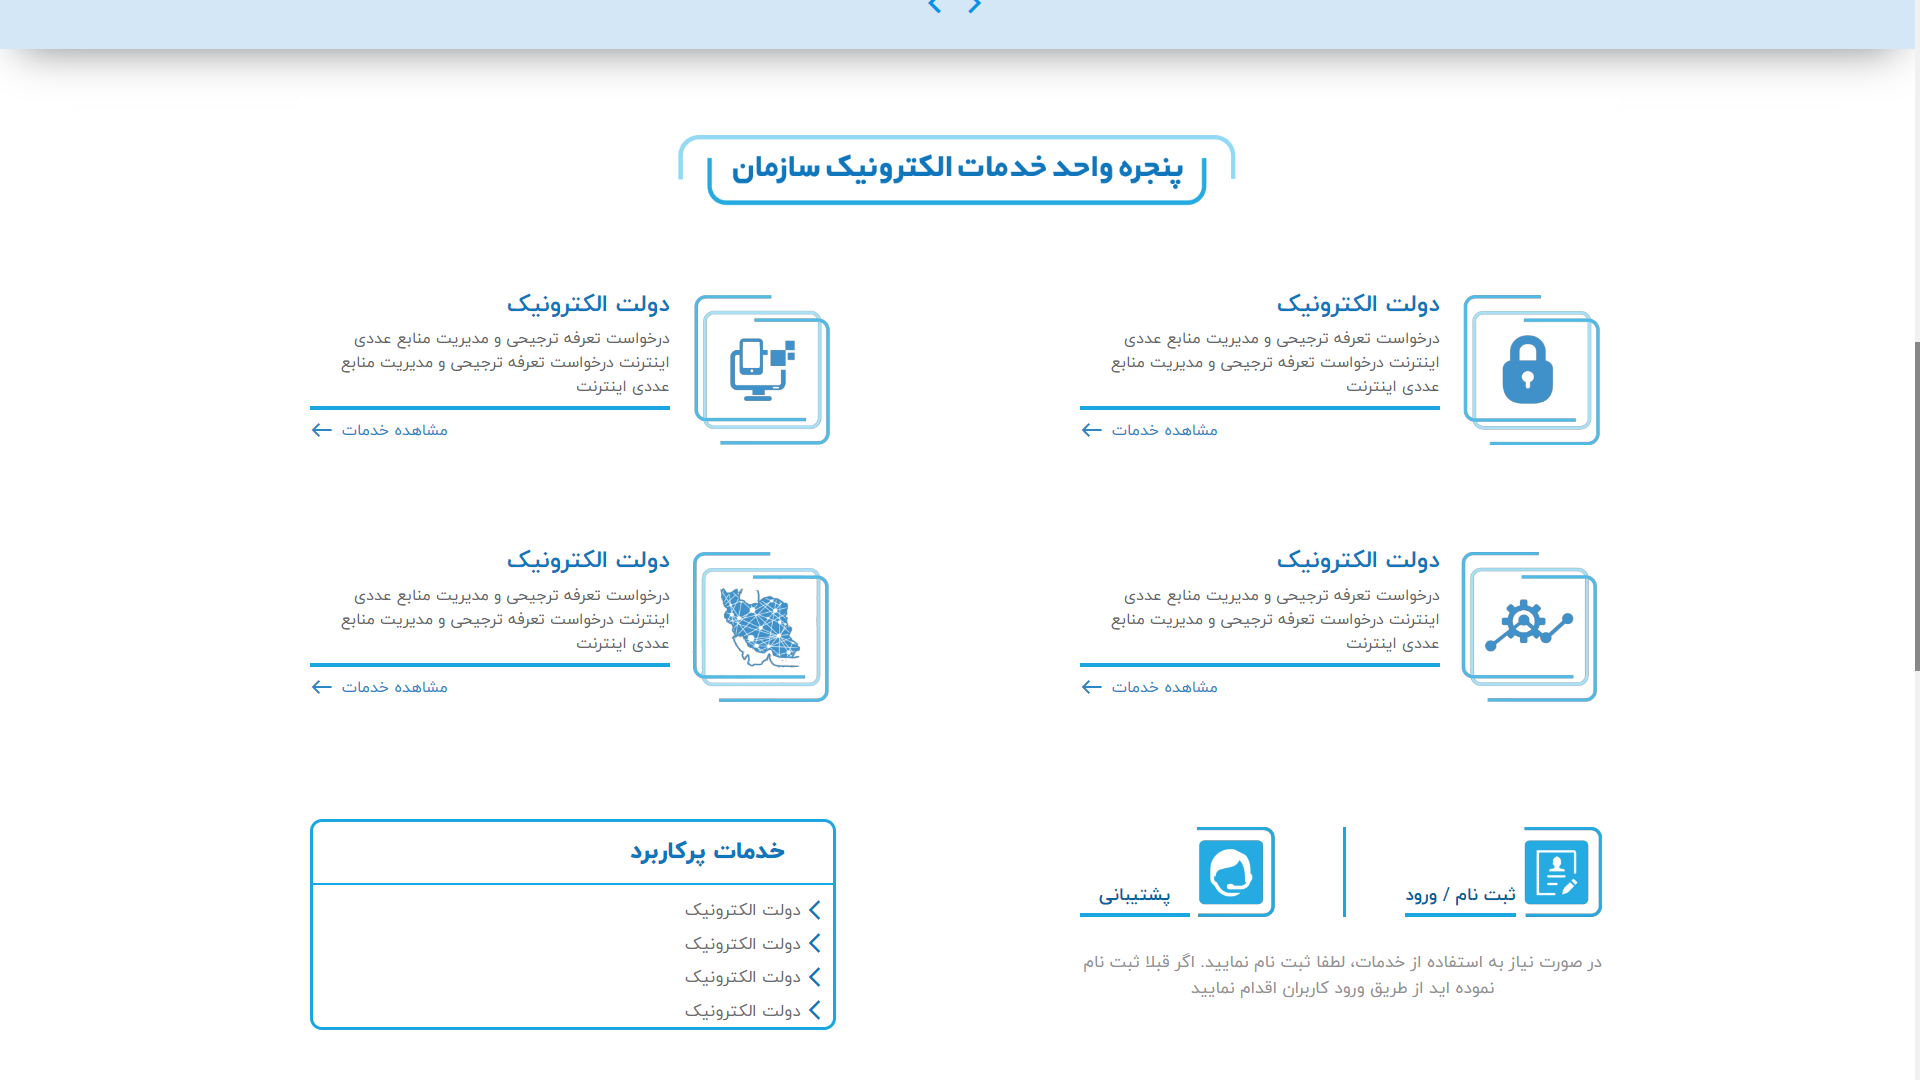 پنجره واحد خدمات الکترونیک سازمان
دولت الکترونیک
درخواست تعرفه ترجیحی و مدیریت منابع عددی
اینترنت درخواست تعرفه ترجیحی و مدیریت منابع
عددی اینترنت
مشاهده خدمات
دولت الکترونیک
درخواست تعرفه ترجیحی و مدیریت منابع عددی
اینترنت درخواست تعرفه ترجیحی و مدیریت منابع
عددی اینترنت
مشاهده خدمات
دولت الکترونیک
درخواست تعرفه ترجیحی و مدیریت منابع عددی
اینترنت درخواست تعرفه ترجیحی و مدیریت منابع
عددی اینترنت
مشاهده خدمات
دولت الکترونیک
درخواست تعرفه ترجیحی و مدیریت منابع عددی
اینترنت درخواست تعرفه ترجیحی و مدیریت منابع
عددی اینترنت
مشاهده خدمات
ثبت نام / ورود
پشتیبانی
در صورت نیاز به استفاده از خدمات، لطفا ثبت نام نمایید. اگر قبلا ثبت نام
نموده اید از طریق ورود کاربران اقدام نمایید
خدمات پرکاربرد
دولت الکترونیک
دولت الکترونیک
دولت الکترونیک
دولت الکترونیک